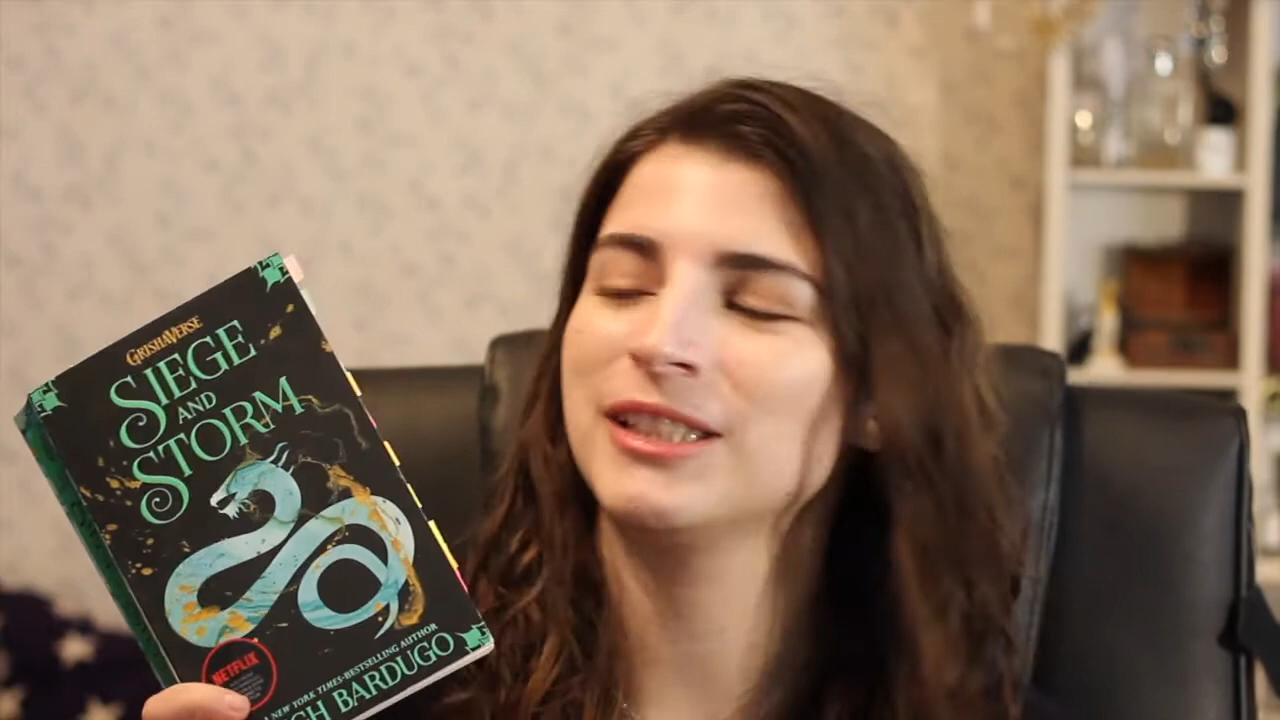 GRISHAVERSE
SIEGE
AND
STORM
NETFLIX
NEW YORK TIMES-BESTSELLING AUTHOR
BARDUGO